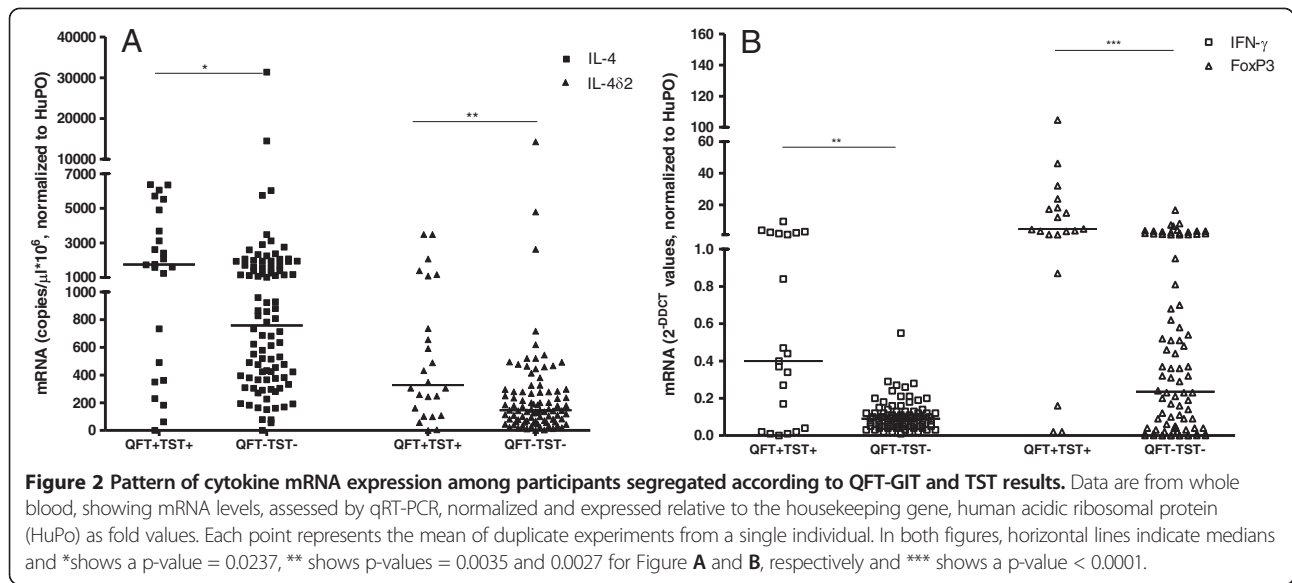 A
40000
30000
20000
10000
7000
5000
3000
1000
800
600
400
200
0
mRNA (copies/μl*10⁶, normalized to HuPO)
*
**
■ IL-4
▲ IL-4δ2
QFT+TST+
QFT-TST-
QFT+TST+
QFT-TST-
B
160
140
120
100
60
40
20
1.0
0.8
0.6
0.4
0.2
0.0
mRNA (2^-DDCT values, normalized to HuPO)
**
***
□ IFN-γ
△ FoxP3
QFT+TST+
QFT-TST-
QFT+TST+
QFT-TST-
Figure 2 Pattern of cytokine mRNA expression among participants segregated according to QFT-GIT and TST results. Data are from whole
blood, showing mRNA levels, assessed by qRT-PCR, normalized and expressed relative to the housekeeping gene, human acidic ribosomal protein
(HuPo) as fold values. Each point represents the mean of duplicate experiments from a single individual. In both figures, horizontal lines indicate medians
and *shows a p-value = 0.0237, ** shows p-values = 0.0035 and 0.0027 for Figure A and B, respectively and *** shows a p-value < 0.0001.